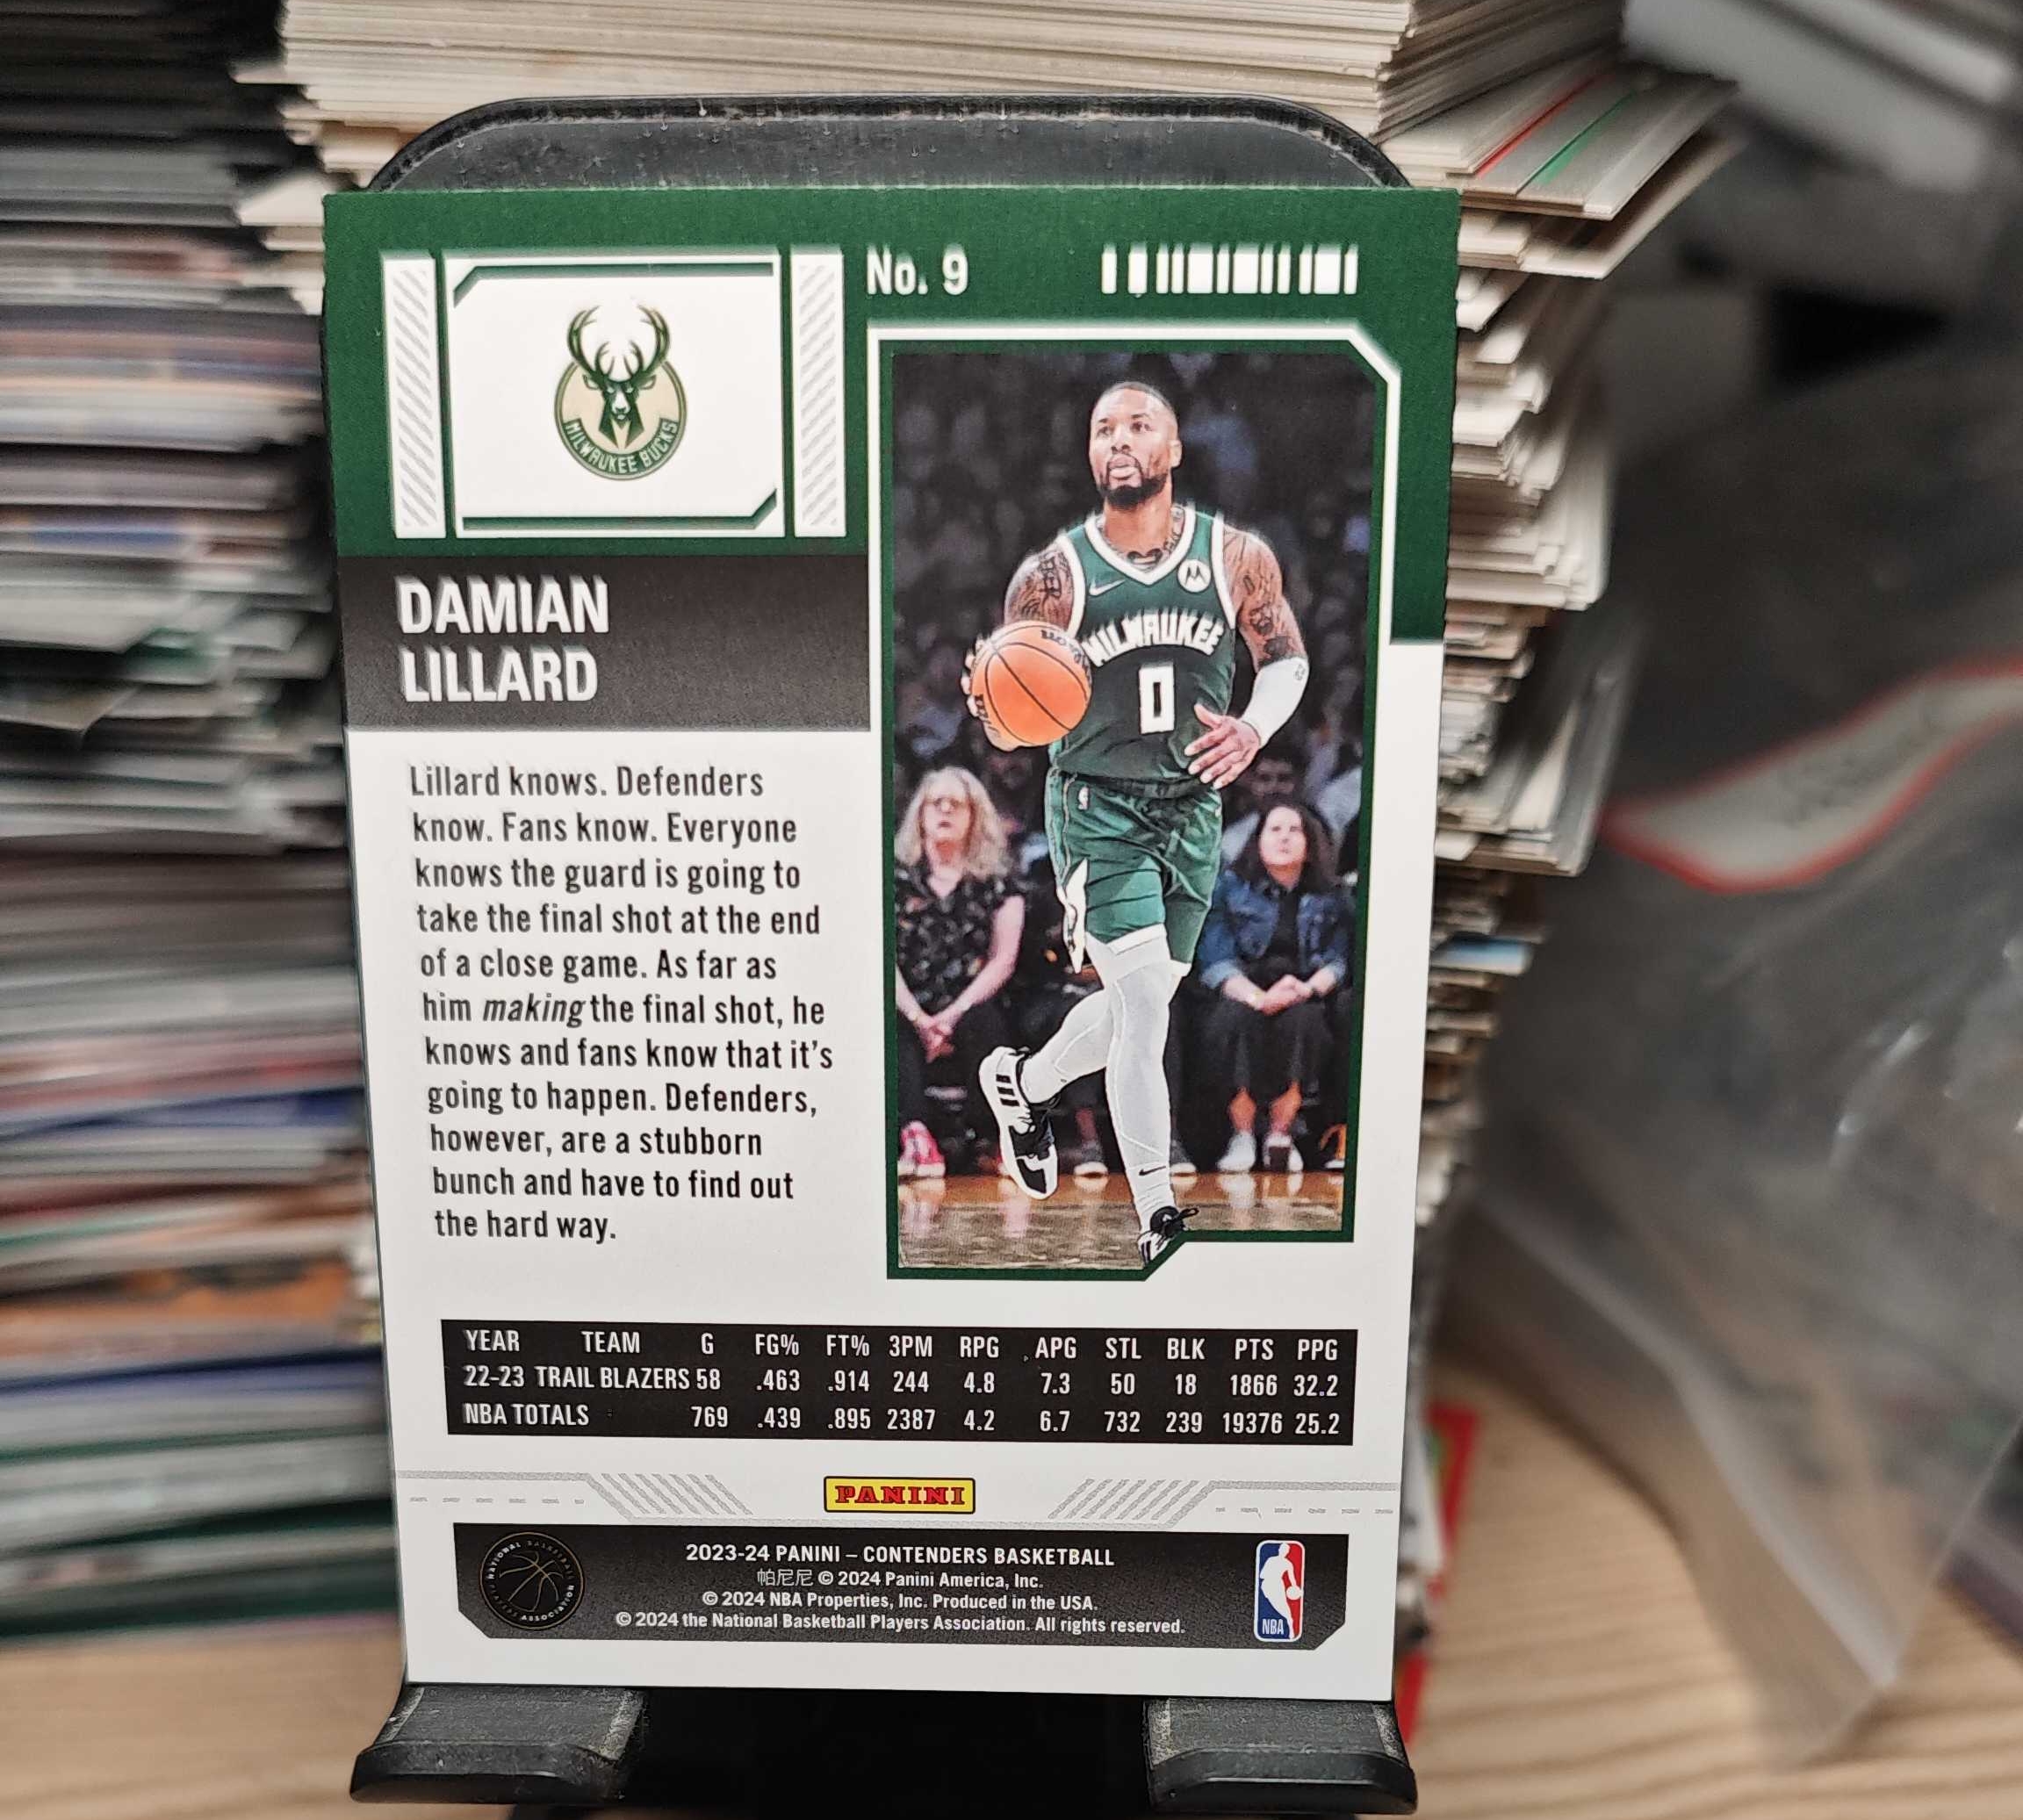 No. 9
MILWAUKEE BUCKS
DAMIAN
LILLARD
MILWAUKEE
0
Lillard knows. Defenders
know. Fans know. Everyone
knows the guard is going to
take the final shot at the end
of a close game. As far as
him making the final shot, he
knows and fans know that it's
going to happen. Defenders,
however, are a stubborn
bunch and have to find out
the hard way.
YEAR TEAM G FG% FT% 3PM RPG APG STL BLK PTS PPG
22-23 TRAIL BLAZERS 58 .463 .914 244 4.8 7.3 50 18 1866 32.2
NBA TOTALS 769 .439 .895 2387 4.2 6.7 732 239 19376 25.2
PANINI
2023-24 PANINI – CONTENDERS BASKETBALL
帕尼尼 © 2024 Panini America, Inc.
© 2024 NBA Properties, Inc. Produced in the USA.
© 2024 the National Basketball Players Association. All rights reserved.
NATIONAL BASKETBALL PLAYERS ASSOCIATION
NBA